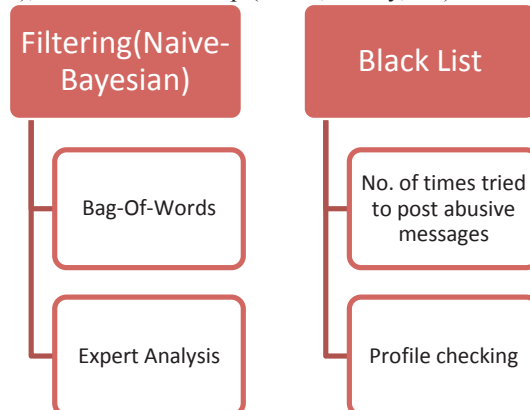 Filtering(Naive-
Bayesian)
Bag-Of-Words
Expert Analysis
Black List
No. of times tried
to post abusive
messages
Profile checking